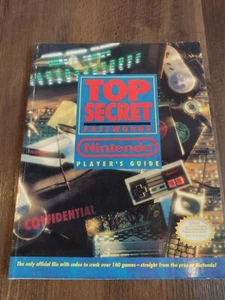 TOP
SECRET
PASSWORDS
Nintendo
PLAYER'S GUIDE
CONFIDENTIAL
The only official file with codes to crack over 140 games – straight from the pros at Nintendo!